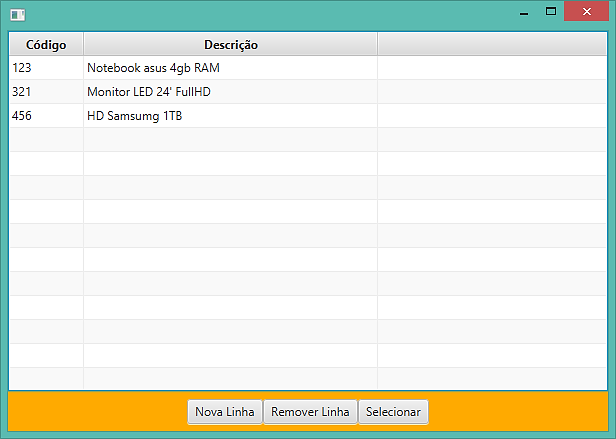 Código Descrição
123 Notebook asus 4gb RAM
321 Monitor LED 24' FullHD
456 HD Samsumg 1TB
Nova Linha Remover Linha Selecionar